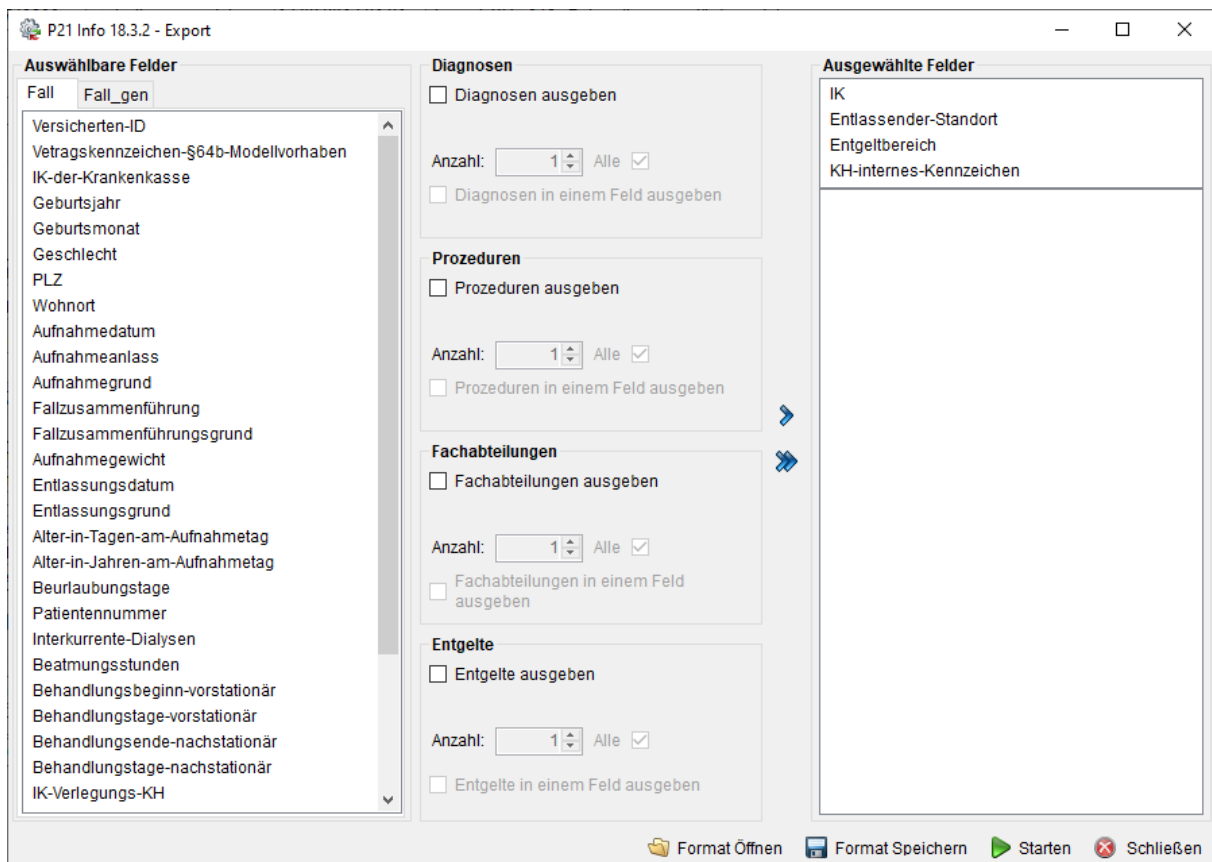 P21 Info 18.3.2 - Export
Auswählbare Felder
Fall
Fall_gen
Versicherten-ID
Vetragskennzeichen-§64b-Modellvorhaben
IK-der-Krankenkasse
Geburtsjahr
Geburtsmonat
Geschlecht
PLZ
Wohnort
Aufnahmedatum
Aufnahmeanlass
Aufnahmegrund
Fallzusammenführung
Fallzusammenführungsgrund
Aufnahmegewicht
Entlassungsdatum
Entlassungsgrund
Alter-in-Tagen-am-Aufnahmetag
Alter-in-Jahren-am-Aufnahmetag
Beurlaubungstage
Patientennummer
Interkurrente-Dialysen
Beatmungsstunden
Behandlungsbeginn-vorstationär
Behandlungstage-vorstationär
Behandlungsende-nachstationär
Behandlungstage-nachstationär
IK-Verlegungs-KH
Diagnosen
Diagnosen ausgeben
Anzahl: 1 Alle
Diagnosen in einem Feld ausgeben
Prozeduren
Prozeduren ausgeben
Anzahl: 1 Alle
Prozeduren in einem Feld ausgeben
Fachabteilungen
Fachabteilungen ausgeben
Anzahl: 1 Alle
Fachabteilungen in einem Feld
ausgeben
Entgelte
Entgelte ausgeben
Anzahl: 1 Alle
Entgelte in einem Feld ausgeben
Ausgewählte Felder
IK
Entlassender-Standort
Entgeltbereich
KH-internes-Kennzeichen
Format Öffnen Format Speichern Starten Schließen